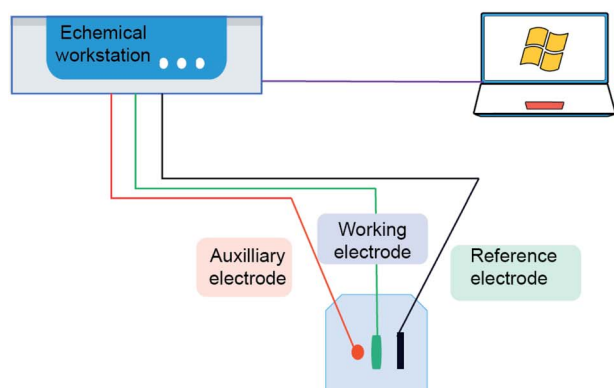 Echemical
workstation
Working
electrode
Auxilliary
electrode
Reference
electrode